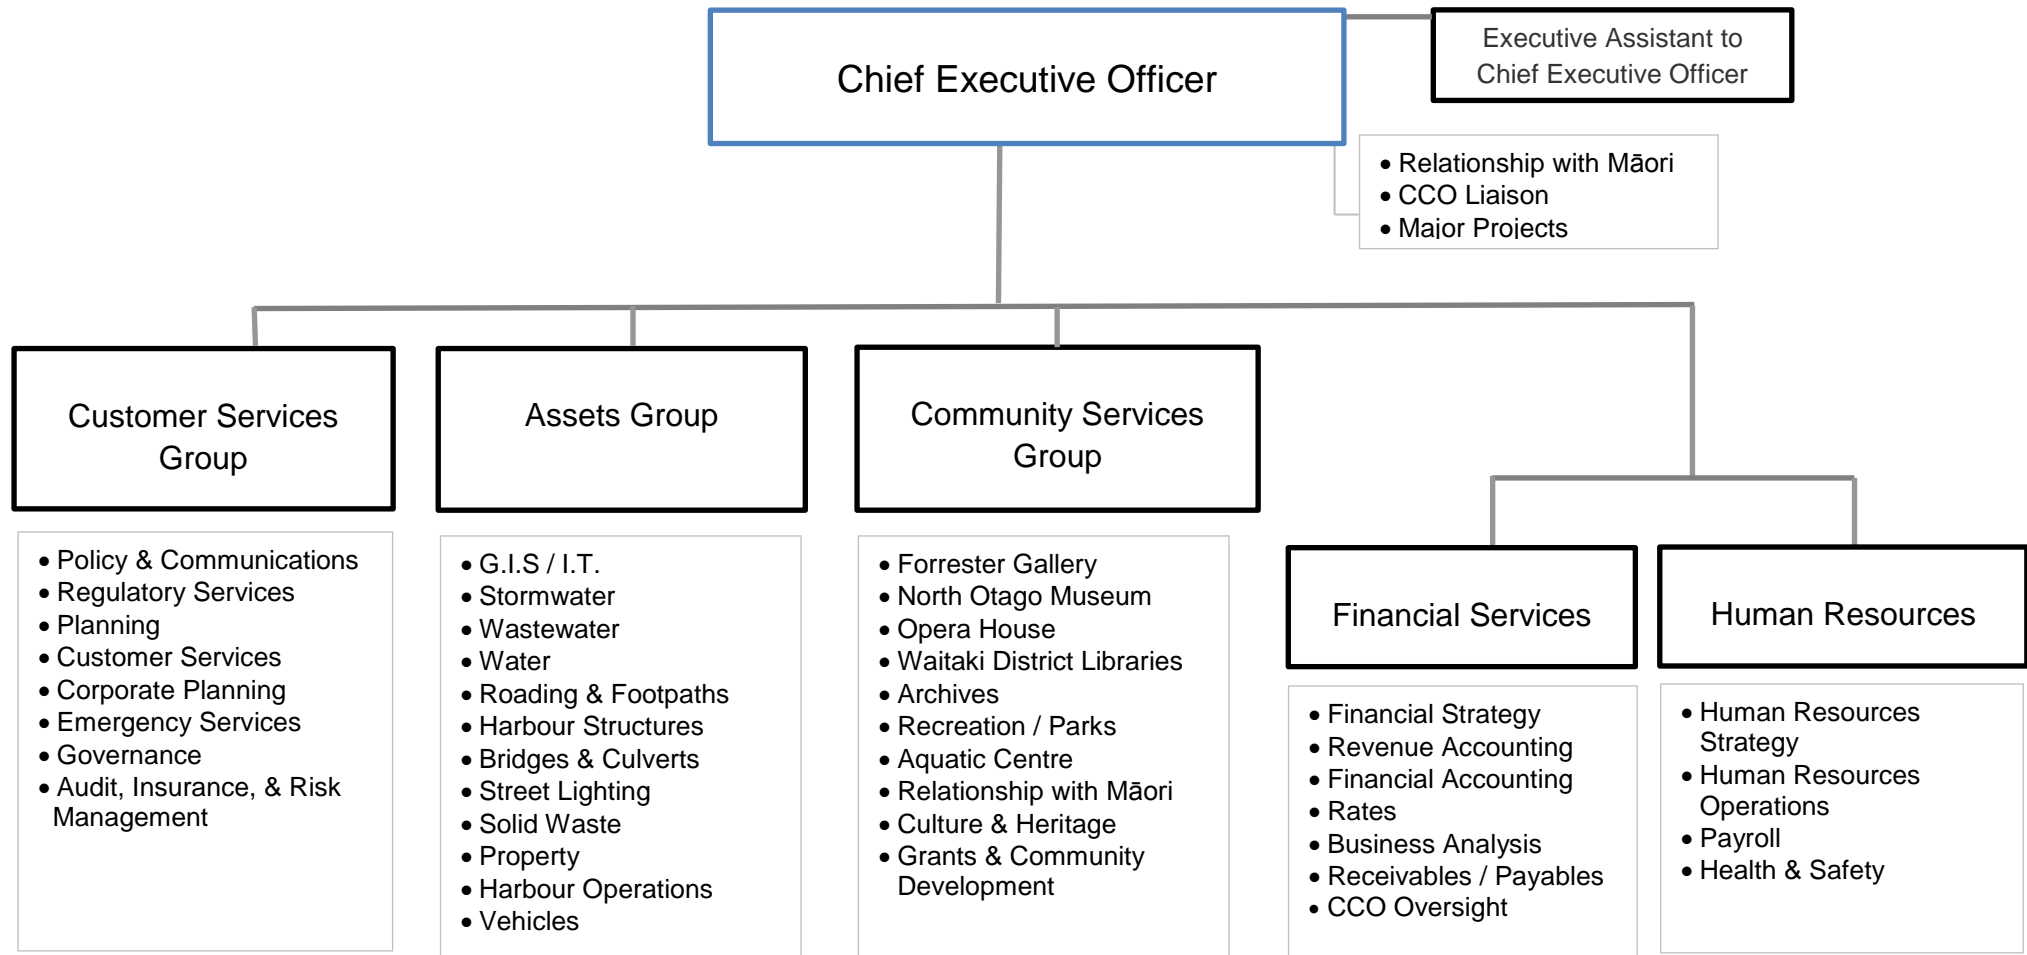 Chief Executive Officer
Executive Assistant to
Chief Executive Officer
• Relationship with Māori
• CCO Liaison
• Major Projects
Customer Services
Group
• Policy & Communications
• Regulatory Services
• Planning
• Customer Services
• Corporate Planning
• Emergency Services
• Governance
• Audit, Insurance, & Risk
Management
Assets Group
• G.I.S / I.T.
• Stormwater
• Wastewater
• Water
• Roading & Footpaths
• Harbour Structures
• Bridges & Culverts
• Street Lighting
• Solid Waste
• Property
• Harbour Operations
• Vehicles
Community Services
Group
• Forrester Gallery
• North Otago Museum
• Opera House
• Waitaki District Libraries
• Archives
• Recreation / Parks
• Aquatic Centre
• Relationship with Māori
• Culture & Heritage
• Grants & Community
Development
Financial Services
• Financial Strategy
• Revenue Accounting
• Financial Accounting
• Rates
• Business Analysis
• Receivables / Payables
• CCO Oversight
Human Resources
• Human Resources
Strategy
• Human Resources
Operations
• Payroll
• Health & Safety